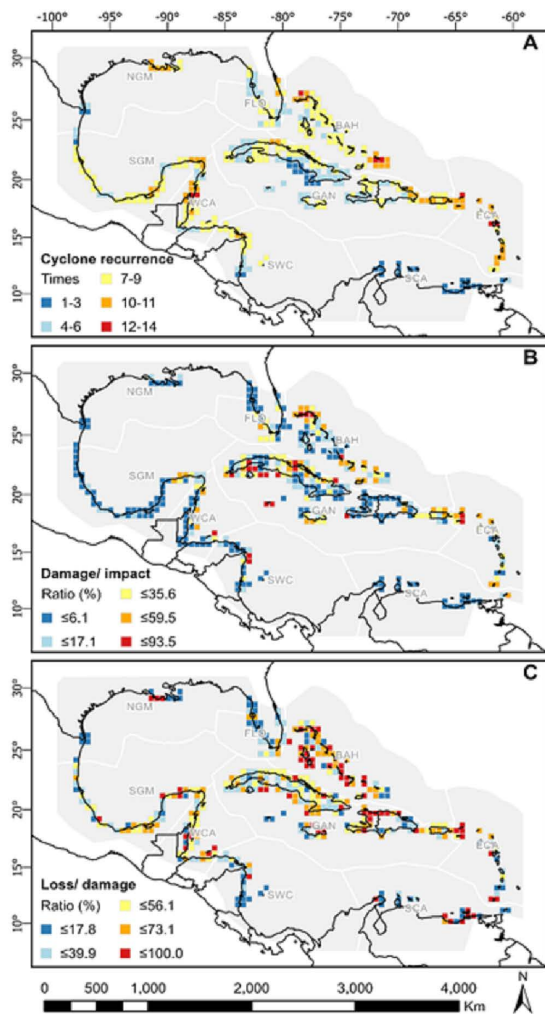 -100° -95° -90° -85° -80° -75° -70° -65° -60°
A
30°
25°
20°
15°
10°
NGM
FLO
BAH
SGM
WCA
GAN
ECA
SWC
SCA
Cyclone recurrence
Times 7-9
1-3 10-11
4-6 12-14
B
30°
25°
20°
15°
10°
NGM
FLO
BAH
SGM
WCA
GAN
ECA
SWC
SCA
Damage/ impact
Ratio (%) ≤35.6
≤6.1 ≤59.5
≤17.1 ≤93.5
C
30°
25°
20°
15°
10°
NGM
FLO
BAH
SGM
WCA
GAN
ECA
SWC
SCA
Loss/ damage
Ratio (%) ≤56.1
≤17.8 ≤73.1
≤39.9 ≤100.0
N
0 500 1,000 2,000 3,000 4,000
Km